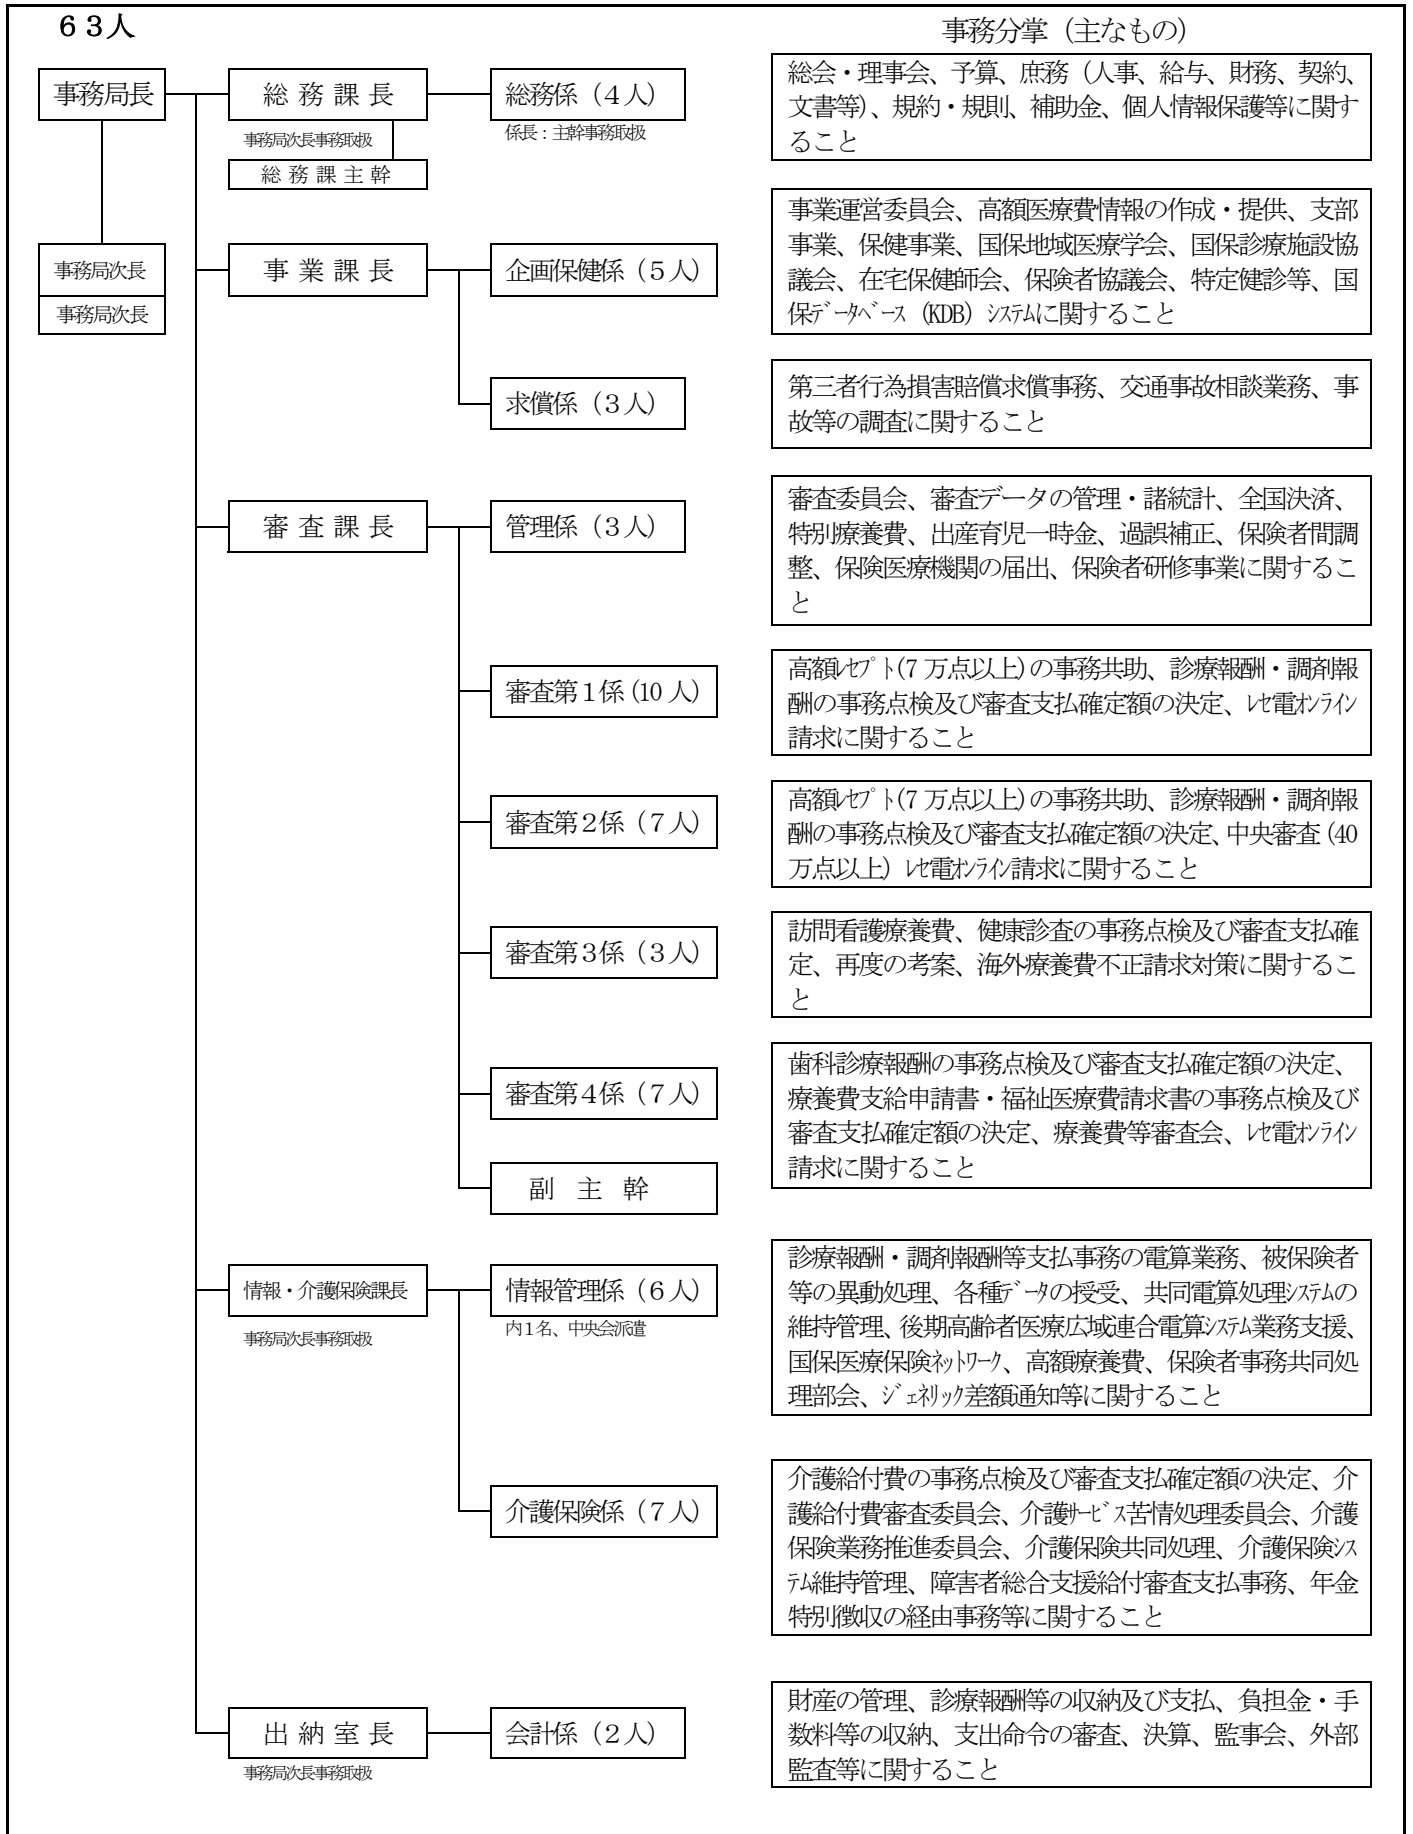 ６３人
事務分掌（主なもの）
事務局長
総務課長
総務係（４人）
事務局次長事務取扱
係長：主幹事務取扱
総務課主幹
総会・理事会、予算、庶務（人事、給与、財務、契約、
文書等）、規約・規則、補助金、個人情報保護等に関す
ること
事務局次長
事務局次長
事業課長
企画保健係（５人）
事業運営委員会、高額医療費情報の作成・提供、支部
事業、保健事業、国保地域医療学会、国保診療施設協
議会、在宅保健師会、保険者協議会、特定健診等、国
保ﾃﾞｰﾀﾍﾞｰｽ（KDB）ｼｽﾃﾑに関すること
求償係（３人）
第三者行為損害賠償求償事務、交通事故相談業務、事
故等の調査に関すること
審査課長
管理係（３人）
審査委員会、審査データの管理・諸統計、全国決済、
特別療養費、出産育児一時金、過誤補正、保険者間調
整、保険医療機関の届出、保険者研修事業に関するこ
と
審査第１係(10 人）
高額ﾚｾﾌﾟﾄ(7 万点以上)の事務共助、診療報酬・調剤報
酬の事務点検及び審査支払確定額の決定、ﾚｾ電ｵﾝﾗｲﾝ
請求に関すること
審査第２係（７人）
高額ﾚｾﾌﾟﾄ(7 万点以上)の事務共助、診療報酬・調剤報
酬の事務点検及び審査支払確定額の決定、中央審査(40
万点以上）ﾚｾ電ｵﾝﾗｲﾝ請求に関すること
審査第３係（３人）
訪問看護療養費、健康診査の事務点検及び審査支払確
定、再度の考案、海外療養費不正請求対策に関するこ
と
審査第４係（７人）
歯科診療報酬の事務点検及び審査支払確定額の決定、
療養費支給申請書・福祉医療費請求書の事務点検及び
審査支払確定額の決定、療養費等審査会、ﾚｾ電ｵﾝﾗｲﾝ
請求に関すること
副主幹
情報・介護保険課長
事務局次長事務取扱
情報管理係（６人）
内１名、中央会派遣
診療報酬・調剤報酬等支払事務の電算業務、被保険者
等の異動処理、各種ﾃﾞｰﾀの授受、共同電算処理ｼｽﾃﾑの
維持管理、後期高齢者医療広域連合電算ｼｽﾃﾑ業務支援、
国保医療保険ﾈｯﾄﾜｰｸ、高額療養費、保険者事務共同処
理部会、ｼﾞｪﾈﾘｯｸ差額通知等に関すること
介護保険係（７人）
介護給付費の事務点検及び審査支払確定額の決定、介
護給付費審査委員会、介護ｻｰﾋﾞｽ苦情処理委員会、介護
保険業務推進委員会、介護保険共同処理、介護保険ｼｽ
ﾃﾑ維持管理、障害者総合支援給付審査支払事務、年金
特別徴収の経由事務等に関すること
出納室長
事務局次長事務取扱
会計係（２人）
財産の管理、診療報酬等の収納及び支払、負担金・手
数料等の収納、支出命令の審査、決算、監事会、外部
監査等に関すること